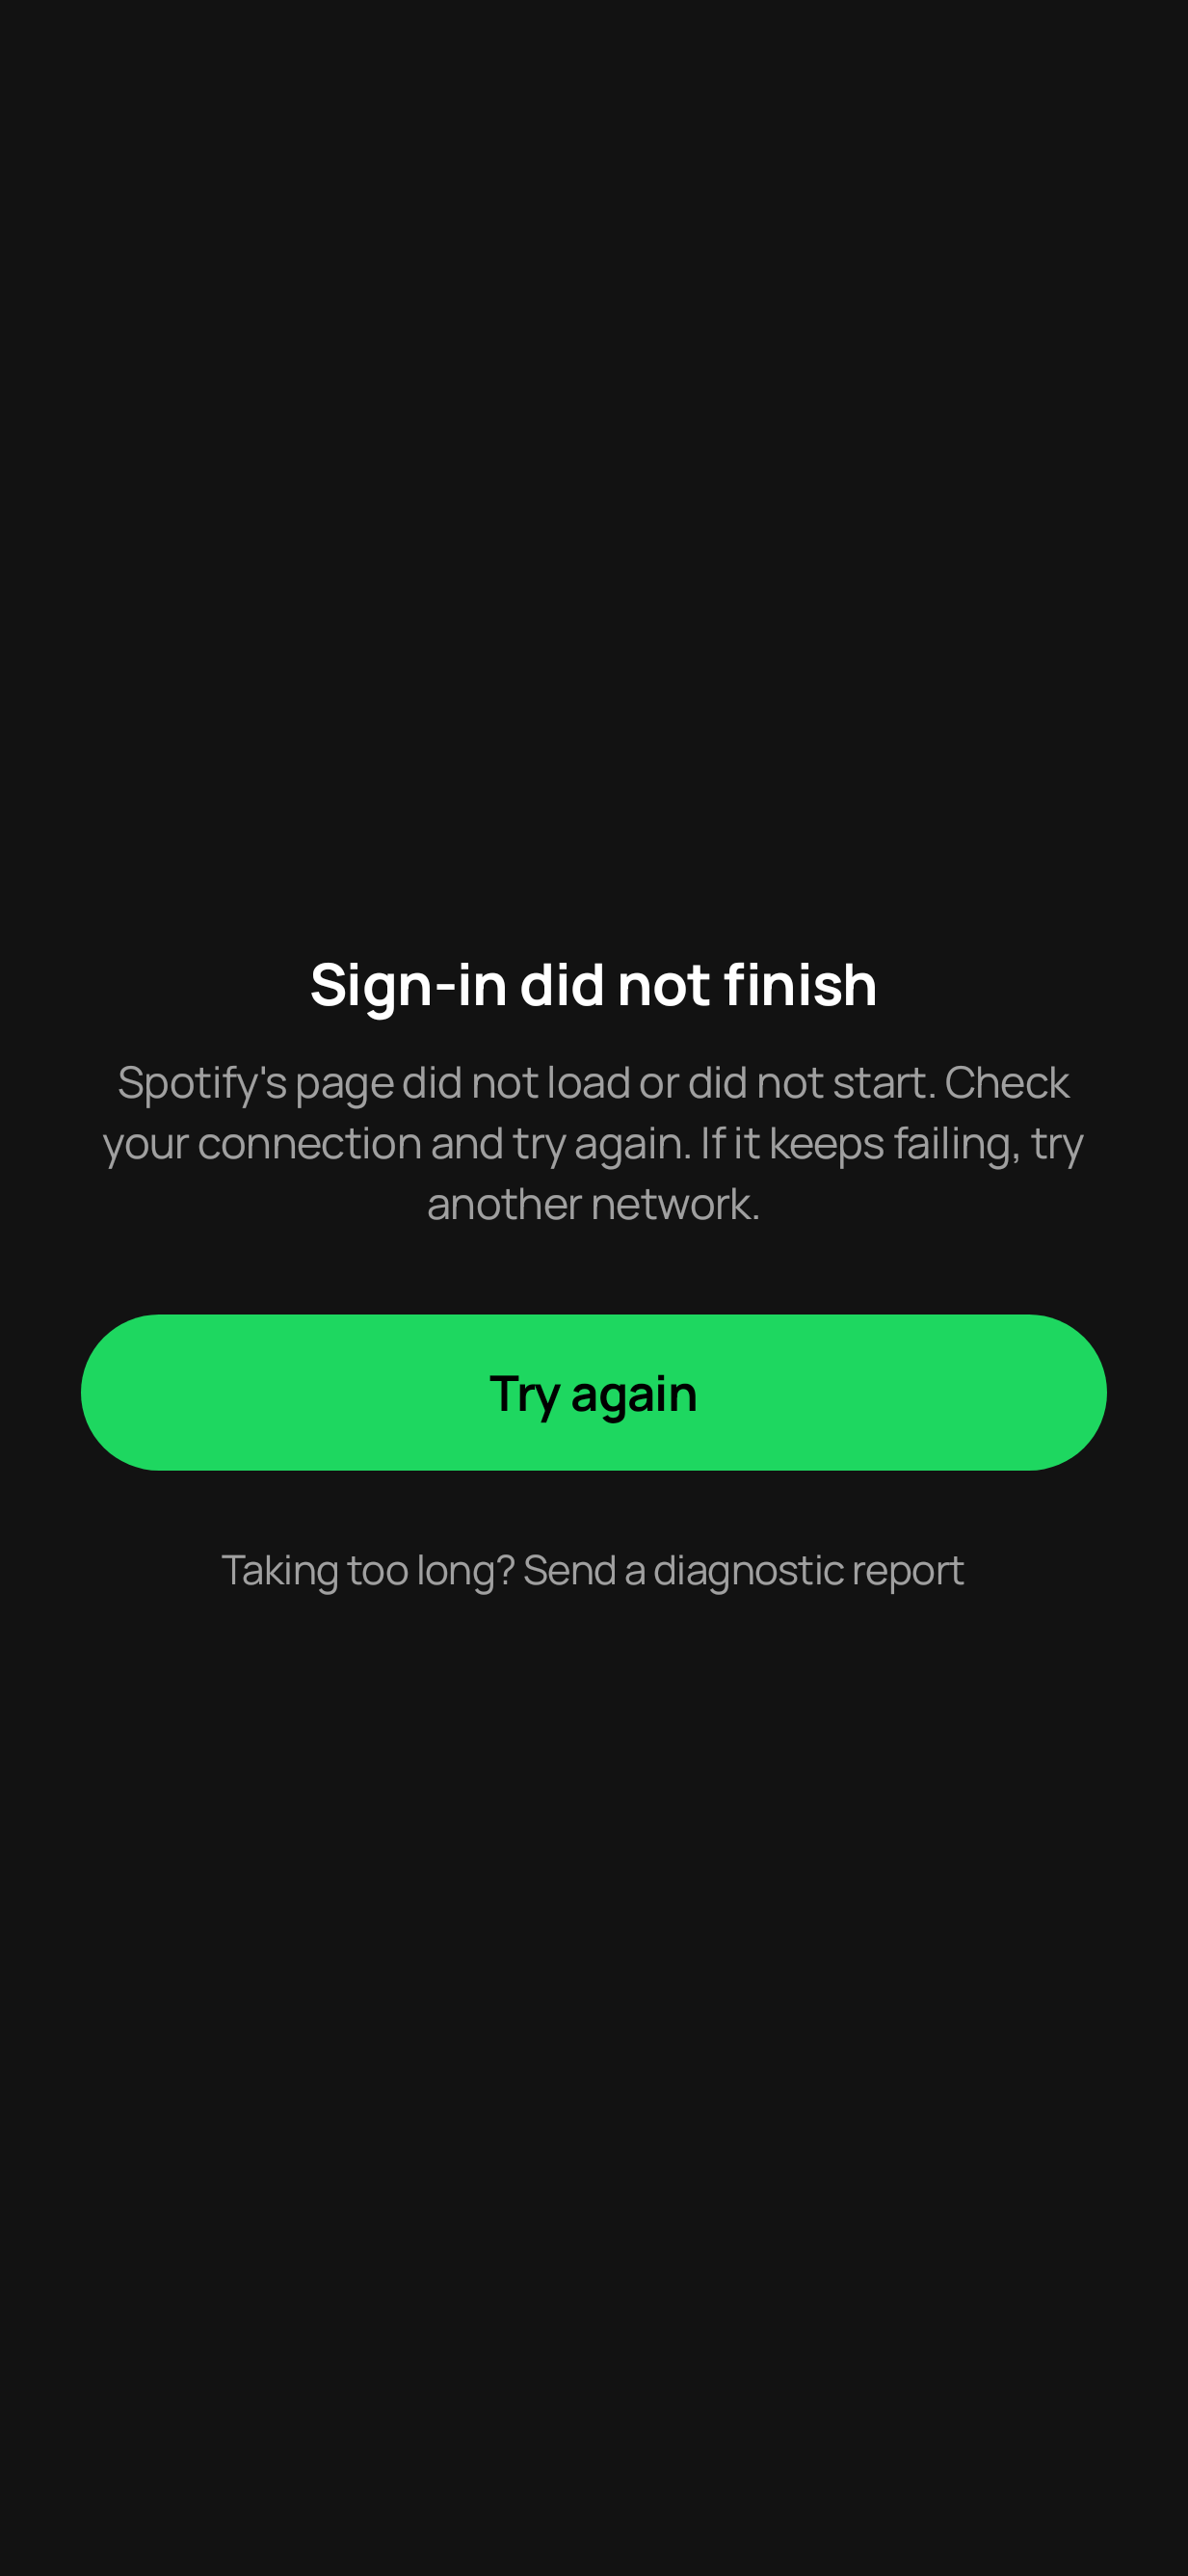 Sign-in did not finish
Spotify's page did not load or did not start. Check
your connection and try again. If it keeps failing, try
another network.
Try again
Taking too long? Send a diagnostic report